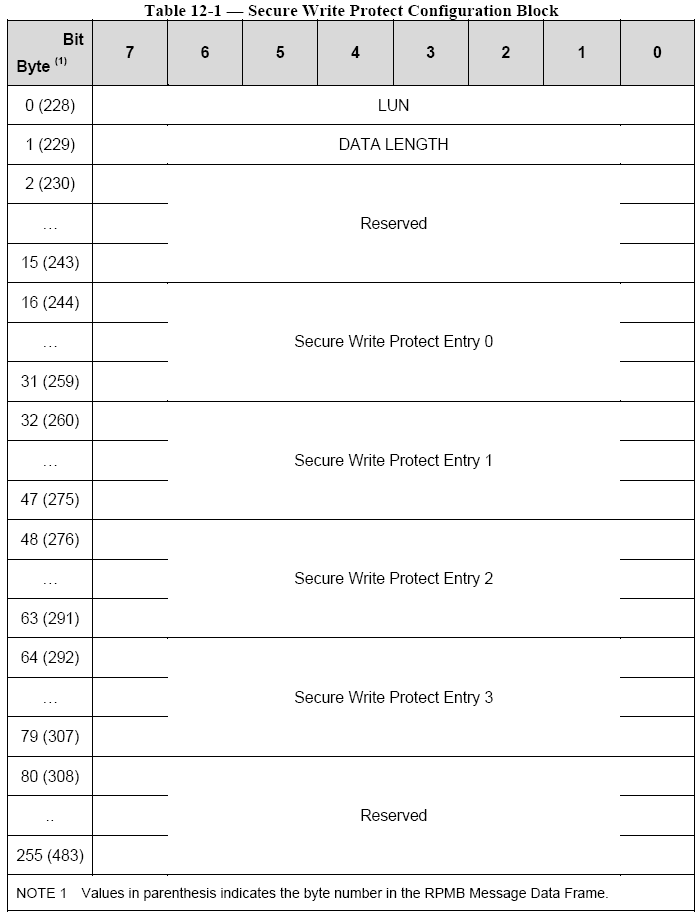 Table 12-1 — Secure Write Protect Configuration Block
Bit
Byte (1) 7 6 5 4 3 2 1 0
0 (228) LUN
1 (229) DATA LENGTH
2 (230)
… Reserved
15 (243)
16 (244)
… Secure Write Protect Entry 0
31 (259)
32 (260)
… Secure Write Protect Entry 1
47 (275)
48 (276)
… Secure Write Protect Entry 2
63 (291)
64 (292)
… Secure Write Protect Entry 3
79 (307)
80 (308)
.. Reserved
255 (483)
NOTE 1 Values in parenthesis indicates the byte number in the RPMB Message Data Frame.